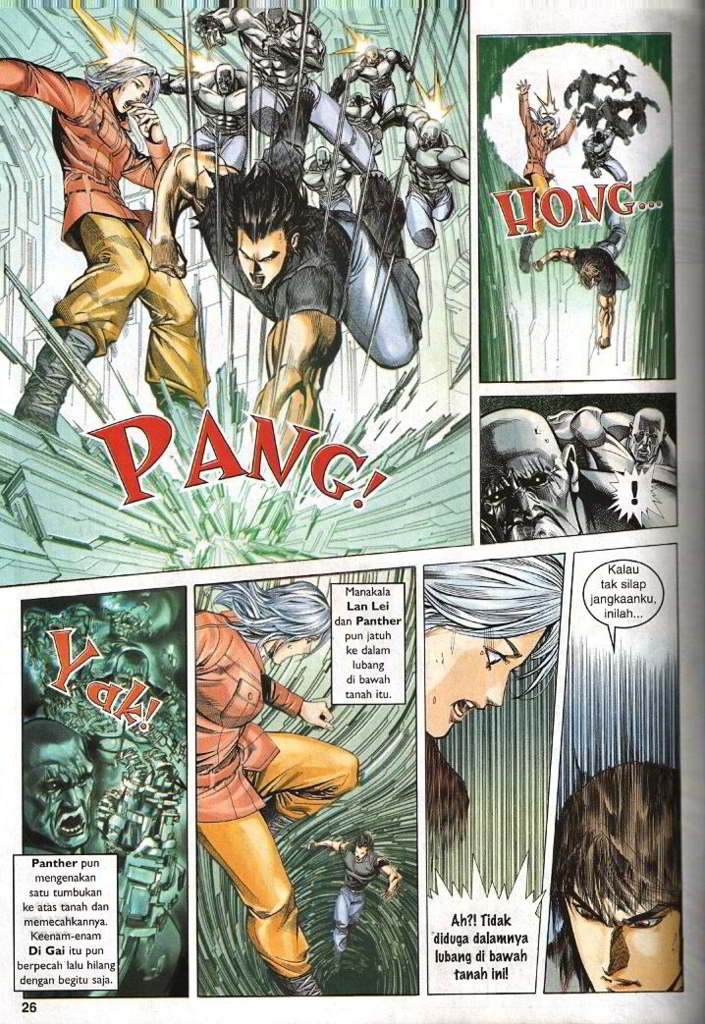 PANG!
HONG...
!
Yak!
Panther pun
mengenakan
satu tumbukan
ke atas tanah dan
memecahkannya.
Keenam-enam
Di Gai itu pun
berpecah lalu hilang
dengan begitu saja.
Manakala
Lan Lei
dan Panther
pun jatuh
ke dalam
lubang
di bawah
tanah itu.
Ah?! Tidak
diduga dalamnya
lubang di bawah
tanah ini!
Kalau
tak silap
jangkaanku,
inilah...
26